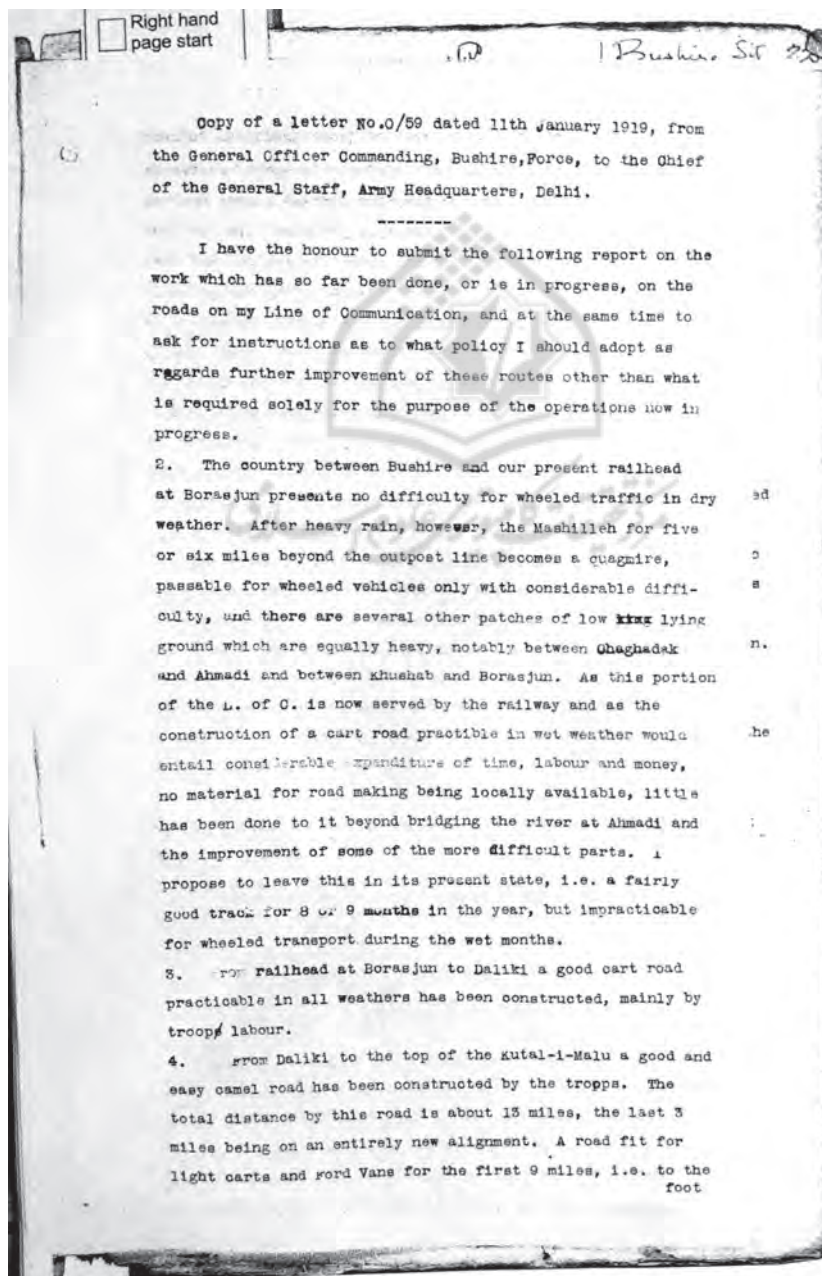 Right hand
page start
Bushire. Sit
Copy of a letter No.0/59 dated 11th January 1919, from
the General Officer Commanding, Bushire,Force, to the Chief
of the General Staff, Army Headquarters, Delhi.
--------
I have the honour to submit the following report on the
work which has so far been done, or is in progress, on the
roads on my Line of Communication, and at the same time to
ask for instructions as to what policy I should adopt as
regards further improvement of these routes other than what
is required solely for the purpose of the operations now in
progress.
2. The country between Bushire and our present railhead
at Borasjun presents no difficulty for wheeled traffic in dry
weather. After heavy rain, however, the Mashilleh for five
or six miles beyond the outpost line becomes a quagmire,
passable for wheeled vehicles only with considerable diffi-
culty, and there are several other patches of low lying
ground which are equally heavy, notably between Chaghadak
and Ahmadi and between Khushab and Borasjun. As this portion
of the L. of C. is now served by the railway and as the
construction of a cart road practible in wet weather would
entail considerable expanditure of time, labour and money,
no material for road making being locally available, little
has been done to it beyond bridging the river at Ahmadi and
the improvement of some of the more difficult parts. I
propose to leave this in its present state, i.e. a fairly
good track for 8 or 9 months in the year, but impracticable
for wheeled transport during the wet months.
3. From railhead at Borasjun to Daliki a good cart road
practicable in all weathers has been constructed, mainly by
troop labour.
4. From Daliki to the top of the Kutal-i-Malu a good and
easy camel road has been constructed by the tropps. The
total distance by this road is about 13 miles, the last 3
miles being on an entirely new alignment. A road fit for
light carts and Ford Vans for the first 9 miles, i.e. to the
foot
ed
s
n.
he